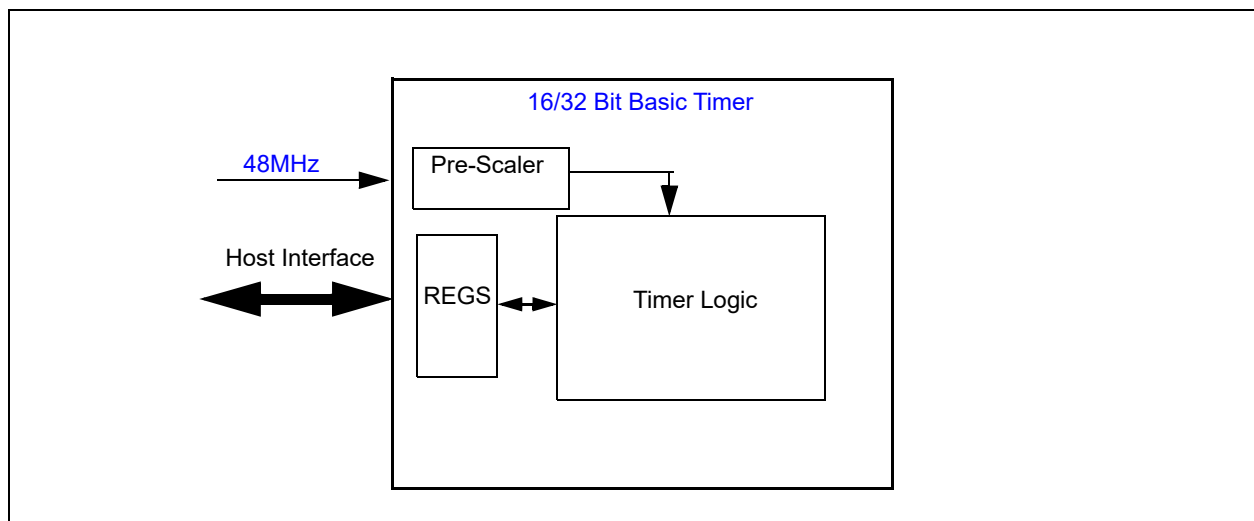 16/32 Bit Basic Timer
48MHz
Pre-Scaler
Host Interface
REGS
Timer Logic